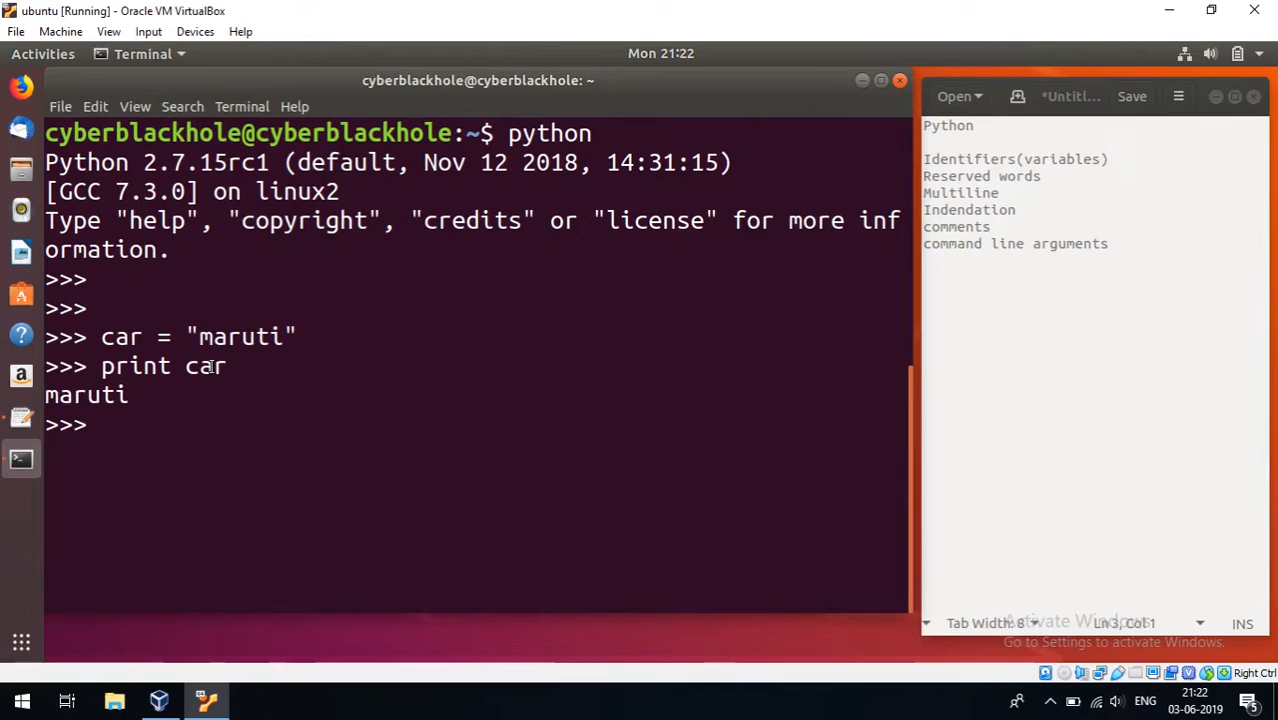 ubuntu [Running] - Oracle VM VirtualBox
File Machine View Input Devices Help
Activities Terminal Mon 21:22
cyberblackhole@cyberblackhole: ~
File Edit View Search Terminal Help
cyberblackhole@cyberblackhole:~$ python
Python 2.7.15rc1 (default, Nov 12 2018, 14:31:15)
[GCC 7.3.0] on linux2
Type "help", "copyright", "credits" or "license" for more inf
ormation.
>>>
>>>
>>> car = "maruti"
>>> print car
maruti
>>>
Open *Untitl... Save
Python
Identifiers(variables)
Reserved words
Multiline
Indentation
comments
command line arguments
Tab Width: 8 Ln 3, Col 1 INS
Activate Windows
Go to Settings to activate Windows.
Right Ctrl
ENG
21:22
03-06-2019
5